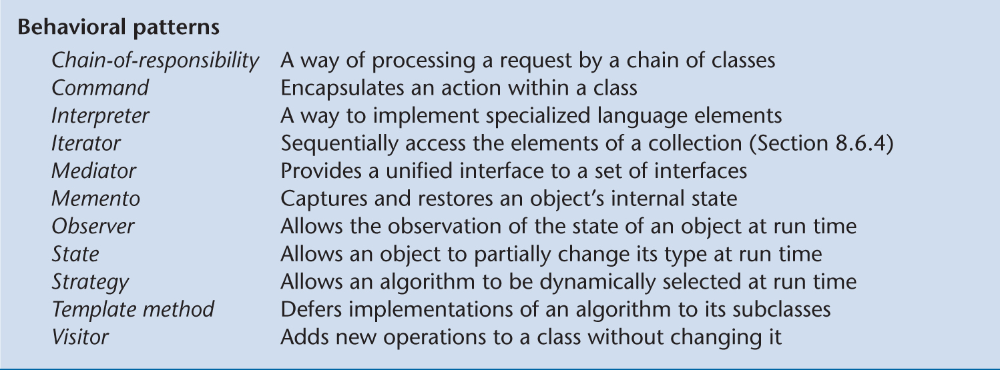 Behavioral patterns
Chain-of-responsibility A way of processing a request by a chain of classes
Command Encapsulates an action within a class
Interpreter A way to implement specialized language elements
Iterator Sequentially access the elements of a collection (Section 8.6.4)
Mediator Provides a unified interface to a set of interfaces
Memento Captures and restores an object’s internal state
Observer Allows the observation of the state of an object at run time
State Allows an object to partially change its type at run time
Strategy Allows an algorithm to be dynamically selected at run time
Template method Defers implementations of an algorithm to its subclasses
Visitor Adds new operations to a class without changing it